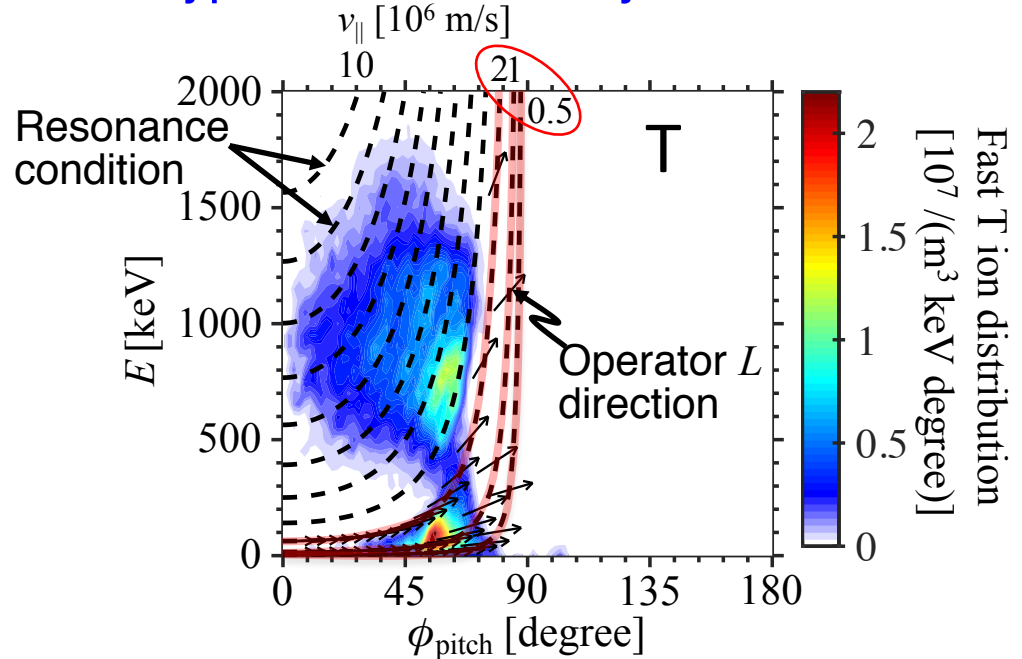 v|| [10⁶ m/s]
10
21
0.5
2000
1500
1000
500
0
E [keV]
Resonance
condition
T
Operator L
direction
0
45
90
135
180
ϕpitch [degree]
2
1.5
1
0.5
0
Fast T ion distribution
[10⁷ /(m³ keV degree)]